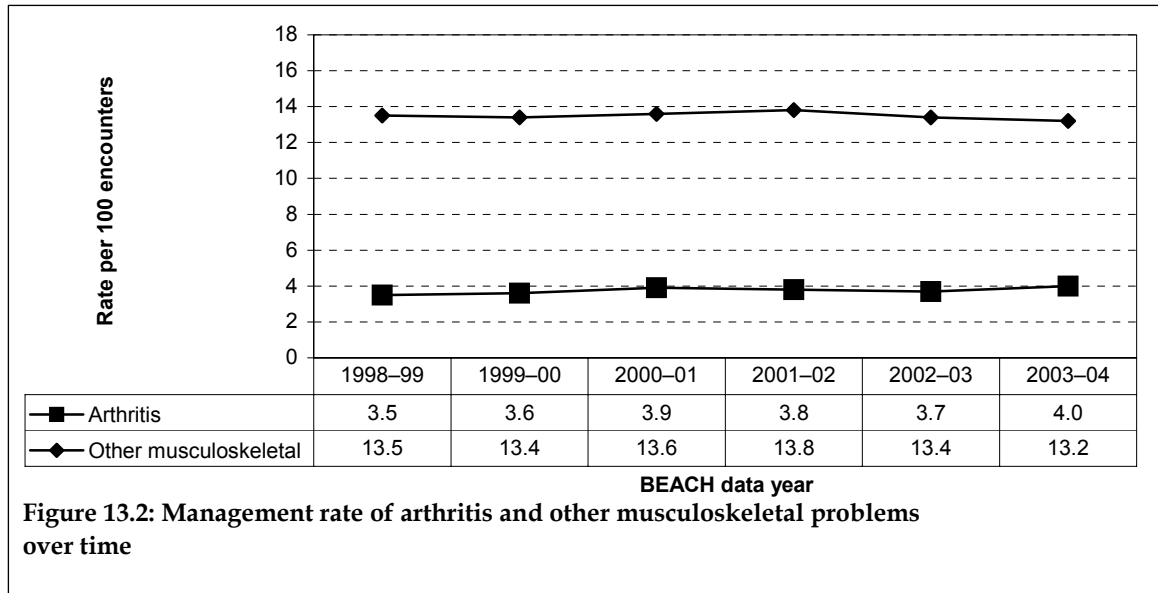 Rate per 100 encounters
18
16
14
12
10
8
6
4
2
0
1998–99 1999–00 2000–01 2001–02 2002–03 2003–04
Arthritis 3.5 3.6 3.9 3.8 3.7 4.0
Other musculoskeletal 13.5 13.4 13.6 13.8 13.4 13.2
BEACH data year
Figure 13.2: Management rate of arthritis and other musculoskeletal problems
over time